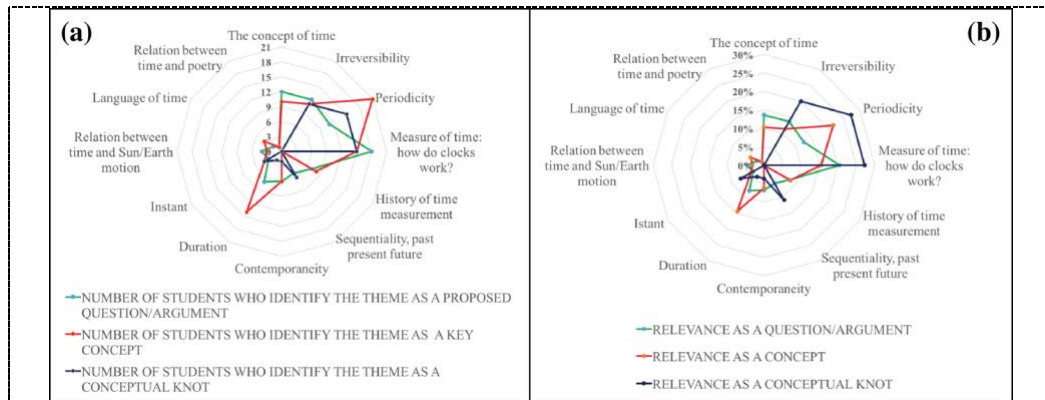 (a)
The concept of time
21
18
15
12
9
6
3
Irreversibility
Periodicity
Measure of time:
how do clocks
work?
History of time
measurement
Sequentiality, past
present future
Contemporaneity
Duration
Instant
Relation between
time and Sun/Earth
motion
Language of time
Relation between
time and poetry
NUMBER OF STUDENTS WHO IDENTIFY THE THEME AS A PROPOSED
QUESTION/ARGUMENT
NUMBER OF STUDENTS WHO IDENTIFY THE THEME AS A KEY
CONCEPT
NUMBER OF STUDENTS WHO IDENTIFY THE THEME AS A
CONCEPTUAL KNOT
(b)
The concept of time
30%
25%
20%
15%
10%
5%
0%
Irreversibility
Periodicity
Measure of time:
how do clocks
work?
History of time
measurement
Sequentiality, past
present future
Contemporaneity
Duration
Istant
Relation between
time and Sun/Earth
motion
Language of time
Relation between
time and poetry
RELEVANCE AS A QUESTION/ARGUMENT
RELEVANCE AS A CONCEPT
RELEVANCE AS A CONCEPTUAL KNOT